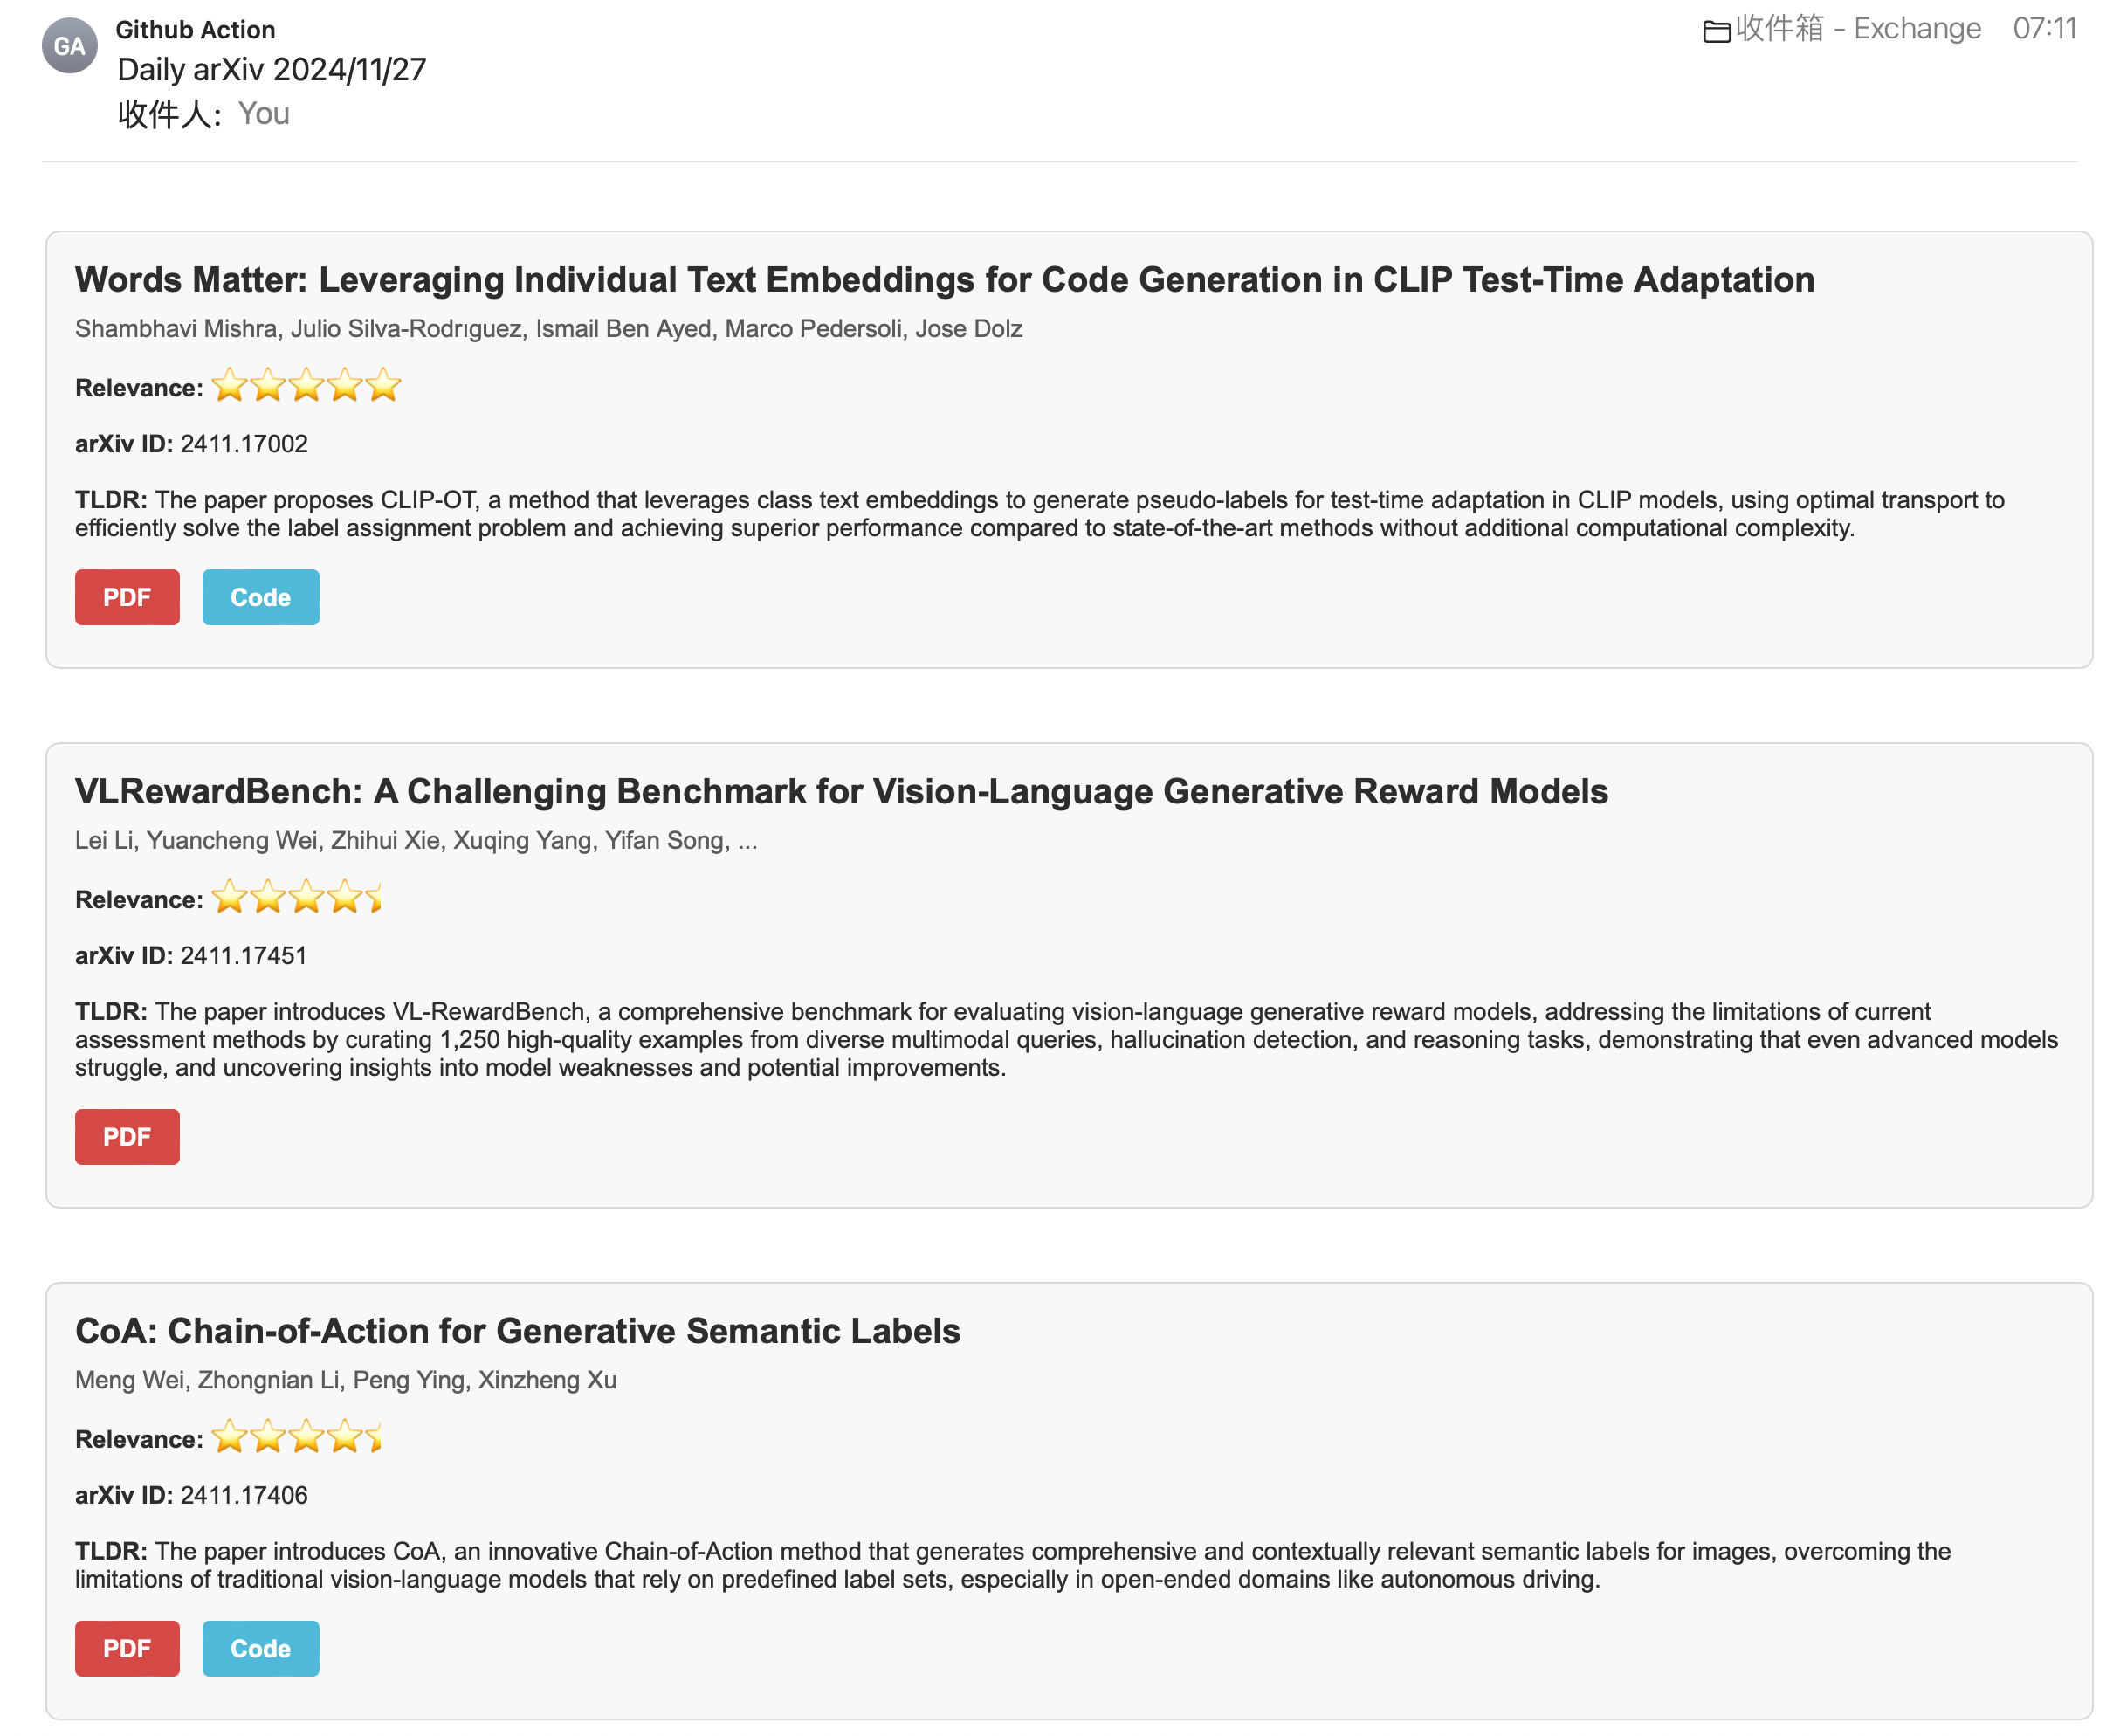 GA
Github Action
收件箱 - Exchange 07:11
Daily arXiv 2024/11/27
收件人: You
Words Matter: Leveraging Individual Text Embeddings for Code Generation in CLIP Test-Time Adaptation
Shambhavi Mishra, Julio Silva-Rodrıguez, Ismail Ben Ayed, Marco Pedersoli, Jose Dolz
Relevance: ⭐⭐⭐⭐⭐
arXiv ID: 2411.17002
TLDR: The paper proposes CLIP-OT, a method that leverages class text embeddings to generate pseudo-labels for test-time adaptation in CLIP models, using optimal transport to
efficiently solve the label assignment problem and achieving superior performance compared to state-of-the-art methods without additional computational complexity.
PDF Code
VLRewardBench: A Challenging Benchmark for Vision-Language Generative Reward Models
Lei Li, Yuancheng Wei, Zhihui Xie, Xuqing Yang, Yifan Song, ...
Relevance:
arXiv ID: 2411.17451
TLDR: The paper introduces VL-RewardBench, a comprehensive benchmark for evaluating vision-language generative reward models, addressing the limitations of current
assessment methods by curating 1,250 high-quality examples from diverse multimodal queries, hallucination detection, and reasoning tasks, demonstrating that even advanced models
struggle, and uncovering insights into model weaknesses and potential improvements.
PDF
CoA: Chain-of-Action for Generative Semantic Labels
Meng Wei, Zhongnian Li, Peng Ying, Xinzheng Xu
Relevance:
arXiv ID: 2411.17406
TLDR: The paper introduces CoA, an innovative Chain-of-Action method that generates comprehensive and contextually relevant semantic labels for images, overcoming the
limitations of traditional vision-language models that rely on predefined label sets, especially in open-ended domains like autonomous driving.
PDF Code